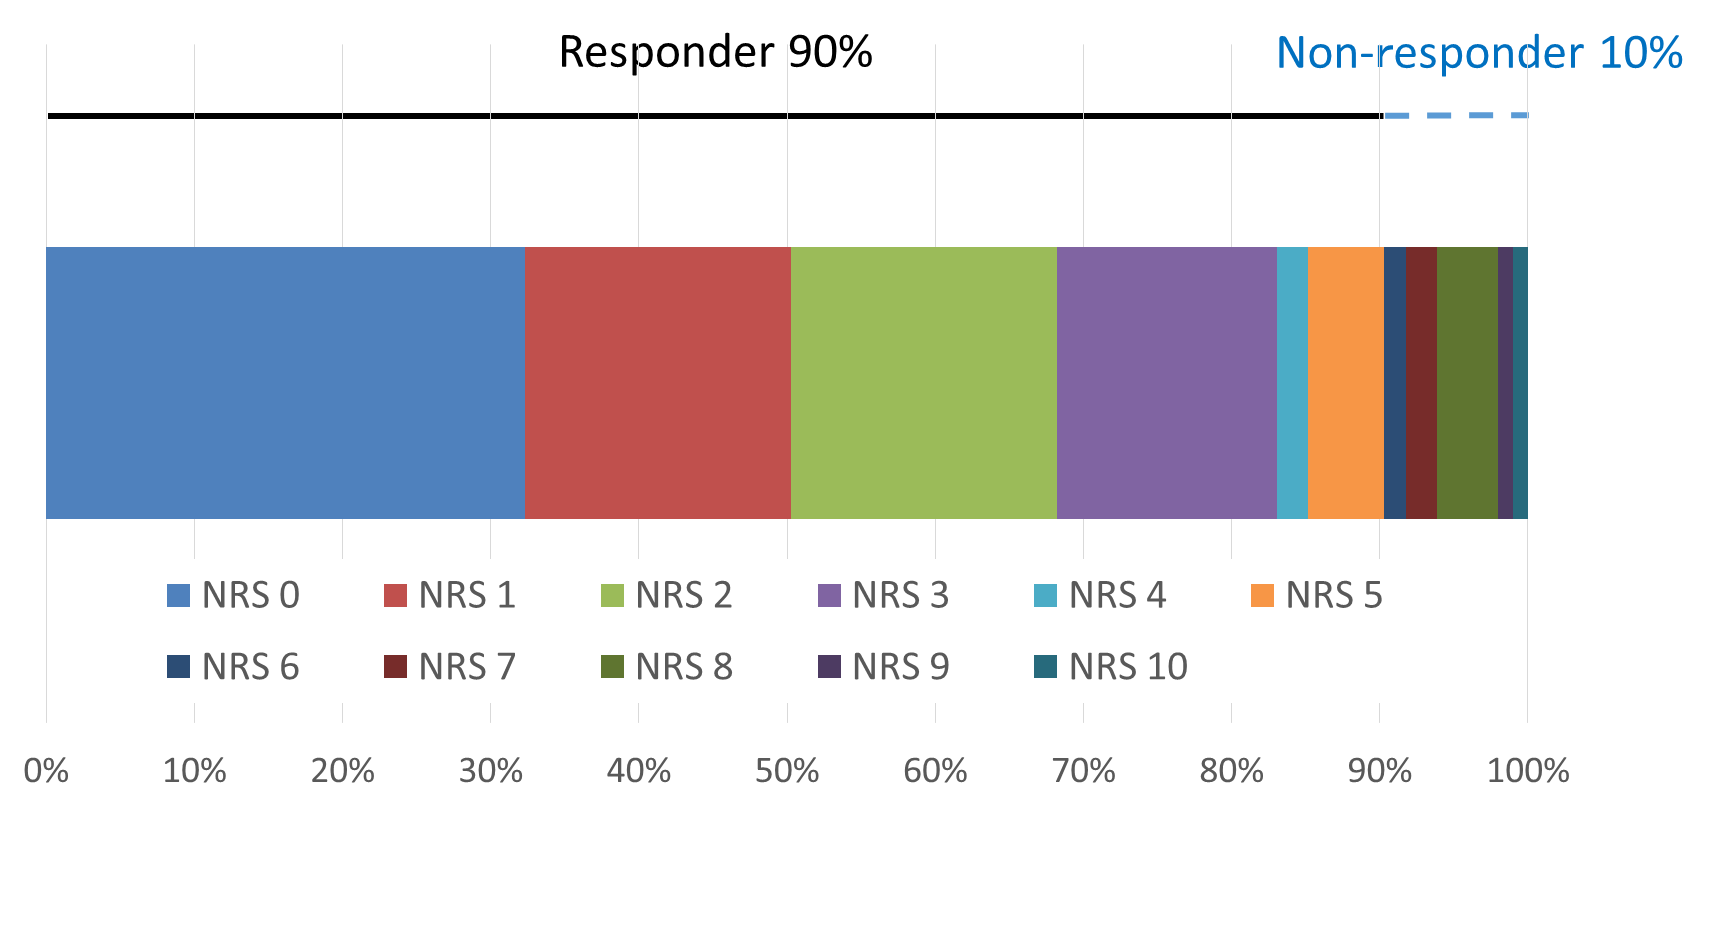 Responder 90%
Non-responder 10%
NRS 0 NRS 1 NRS 2 NRS 3 NRS 4 NRS 5
NRS 6 NRS 7 NRS 8 NRS 9 NRS 10
0% 10% 20% 30% 40% 50% 60% 70% 80% 90% 100%